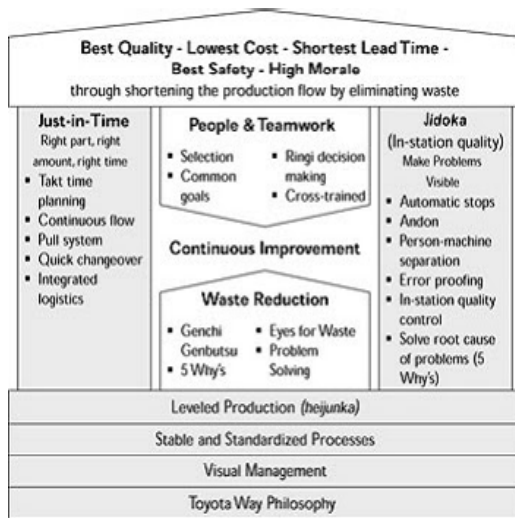 Best Quality - Lowest Cost - Shortest Lead Time -
Best Safety - High Morale
through shortening the production flow by eliminating waste
Just-in-Time
Right part, right
amount, right time
▪ Takt time
planning
▪ Continuous flow
▪ Pull system
▪ Quick changeover
▪ Integrated
logistics
People & Teamwork
▪ Selection
▪ Common
goals
▪ Ringi decision
making
▪ Cross-trained
Continuous Improvement
Waste Reduction
▪ Genchi
Genbutsu
▪ 5 Why's
▪ Eyes for Waste
▪ Problem
Solving
Jidoka
(In-station quality)
Make Problems
Visible
▪ Automatic stops
▪ Andon
▪ Person-machine
separation
▪ Error proofing
▪ In-station quality
control
▪ Solve root cause
of problems (5
Why's)
Leveled Production (heijunka)
Stable and Standardized Processes
Visual Management
Toyota Way Philosophy